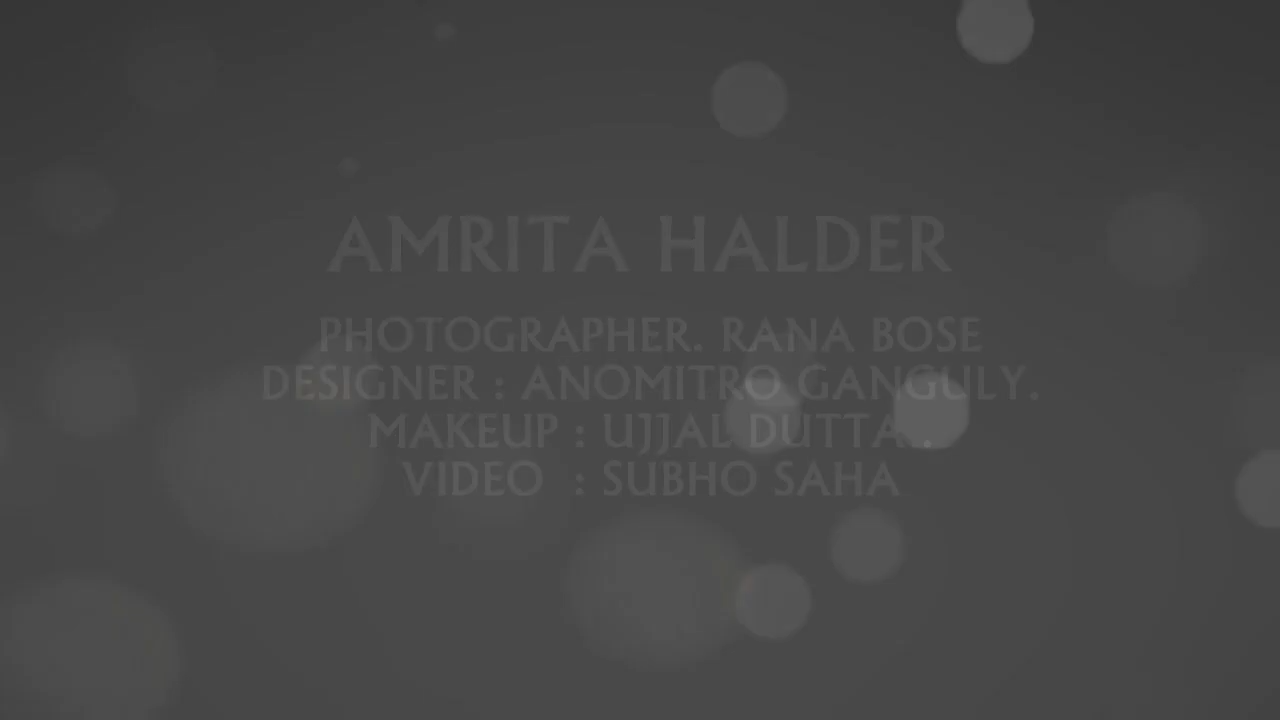 AMRITA HALDER
PHOTOGRAPHER. RANA BOSE
DESIGNER : ANOMITRO GANGULY.
MAKEUP : UJJAL DUTTA .
VIDEO : SUBHO SAHA